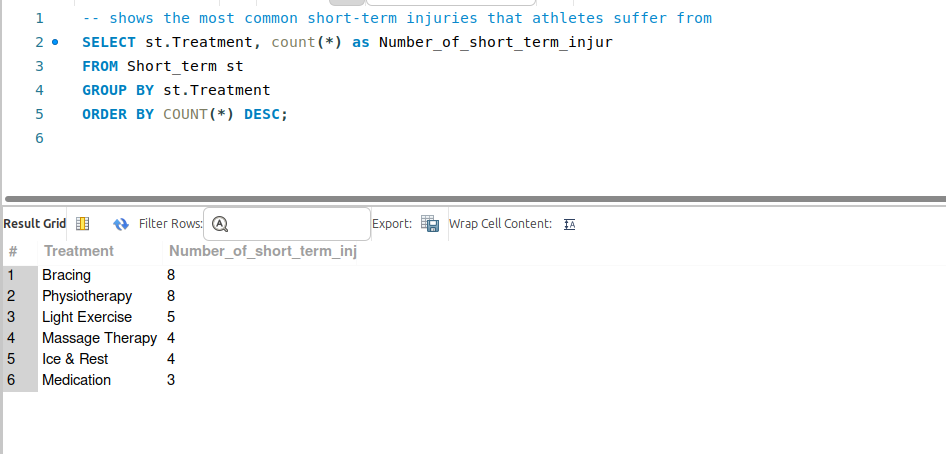 1 -- shows the most common short-term injuries that athletes suffer from
2 SELECT st.Treatment, count(*) as Number_of_short_term_injur
3 FROM Short_term st
4 GROUP BY st.Treatment
5 ORDER BY COUNT(*) DESC;
6
Result Grid Filter Rows: Export: Wrap Cell Content:
# Treatment Number_of_short_term_inj
1 Bracing 8
2 Physiotherapy 8
3 Light Exercise 5
4 Massage Therapy 4
5 Ice & Rest 4
6 Medication 3